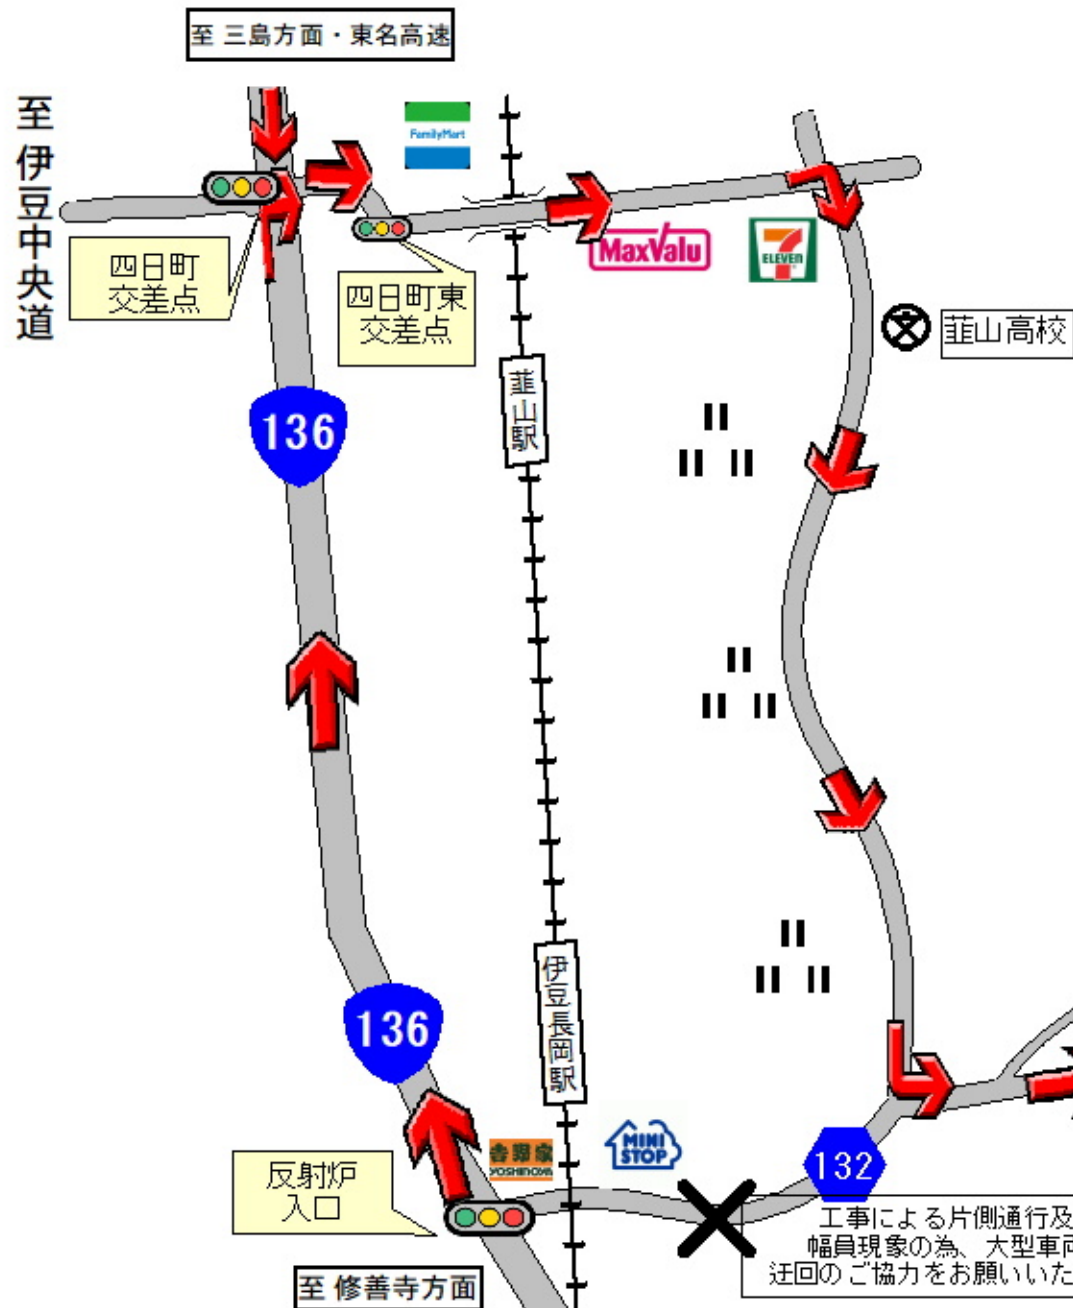 至 三島方面・東名高速
至伊豆中央道
FamilyMart
四日町
交差点
四日町東
交差点
MaxValu
7
ELEVEN
韮山高校
136
韮山駅
136
伊豆長岡駅
吉野家
YOSHINOYA
MINI
STOP
132
反射炉
入口
工事による片側通行及
幅員現象の為、大型車両
迂回のご協力をお願いいた
至 修善寺方面